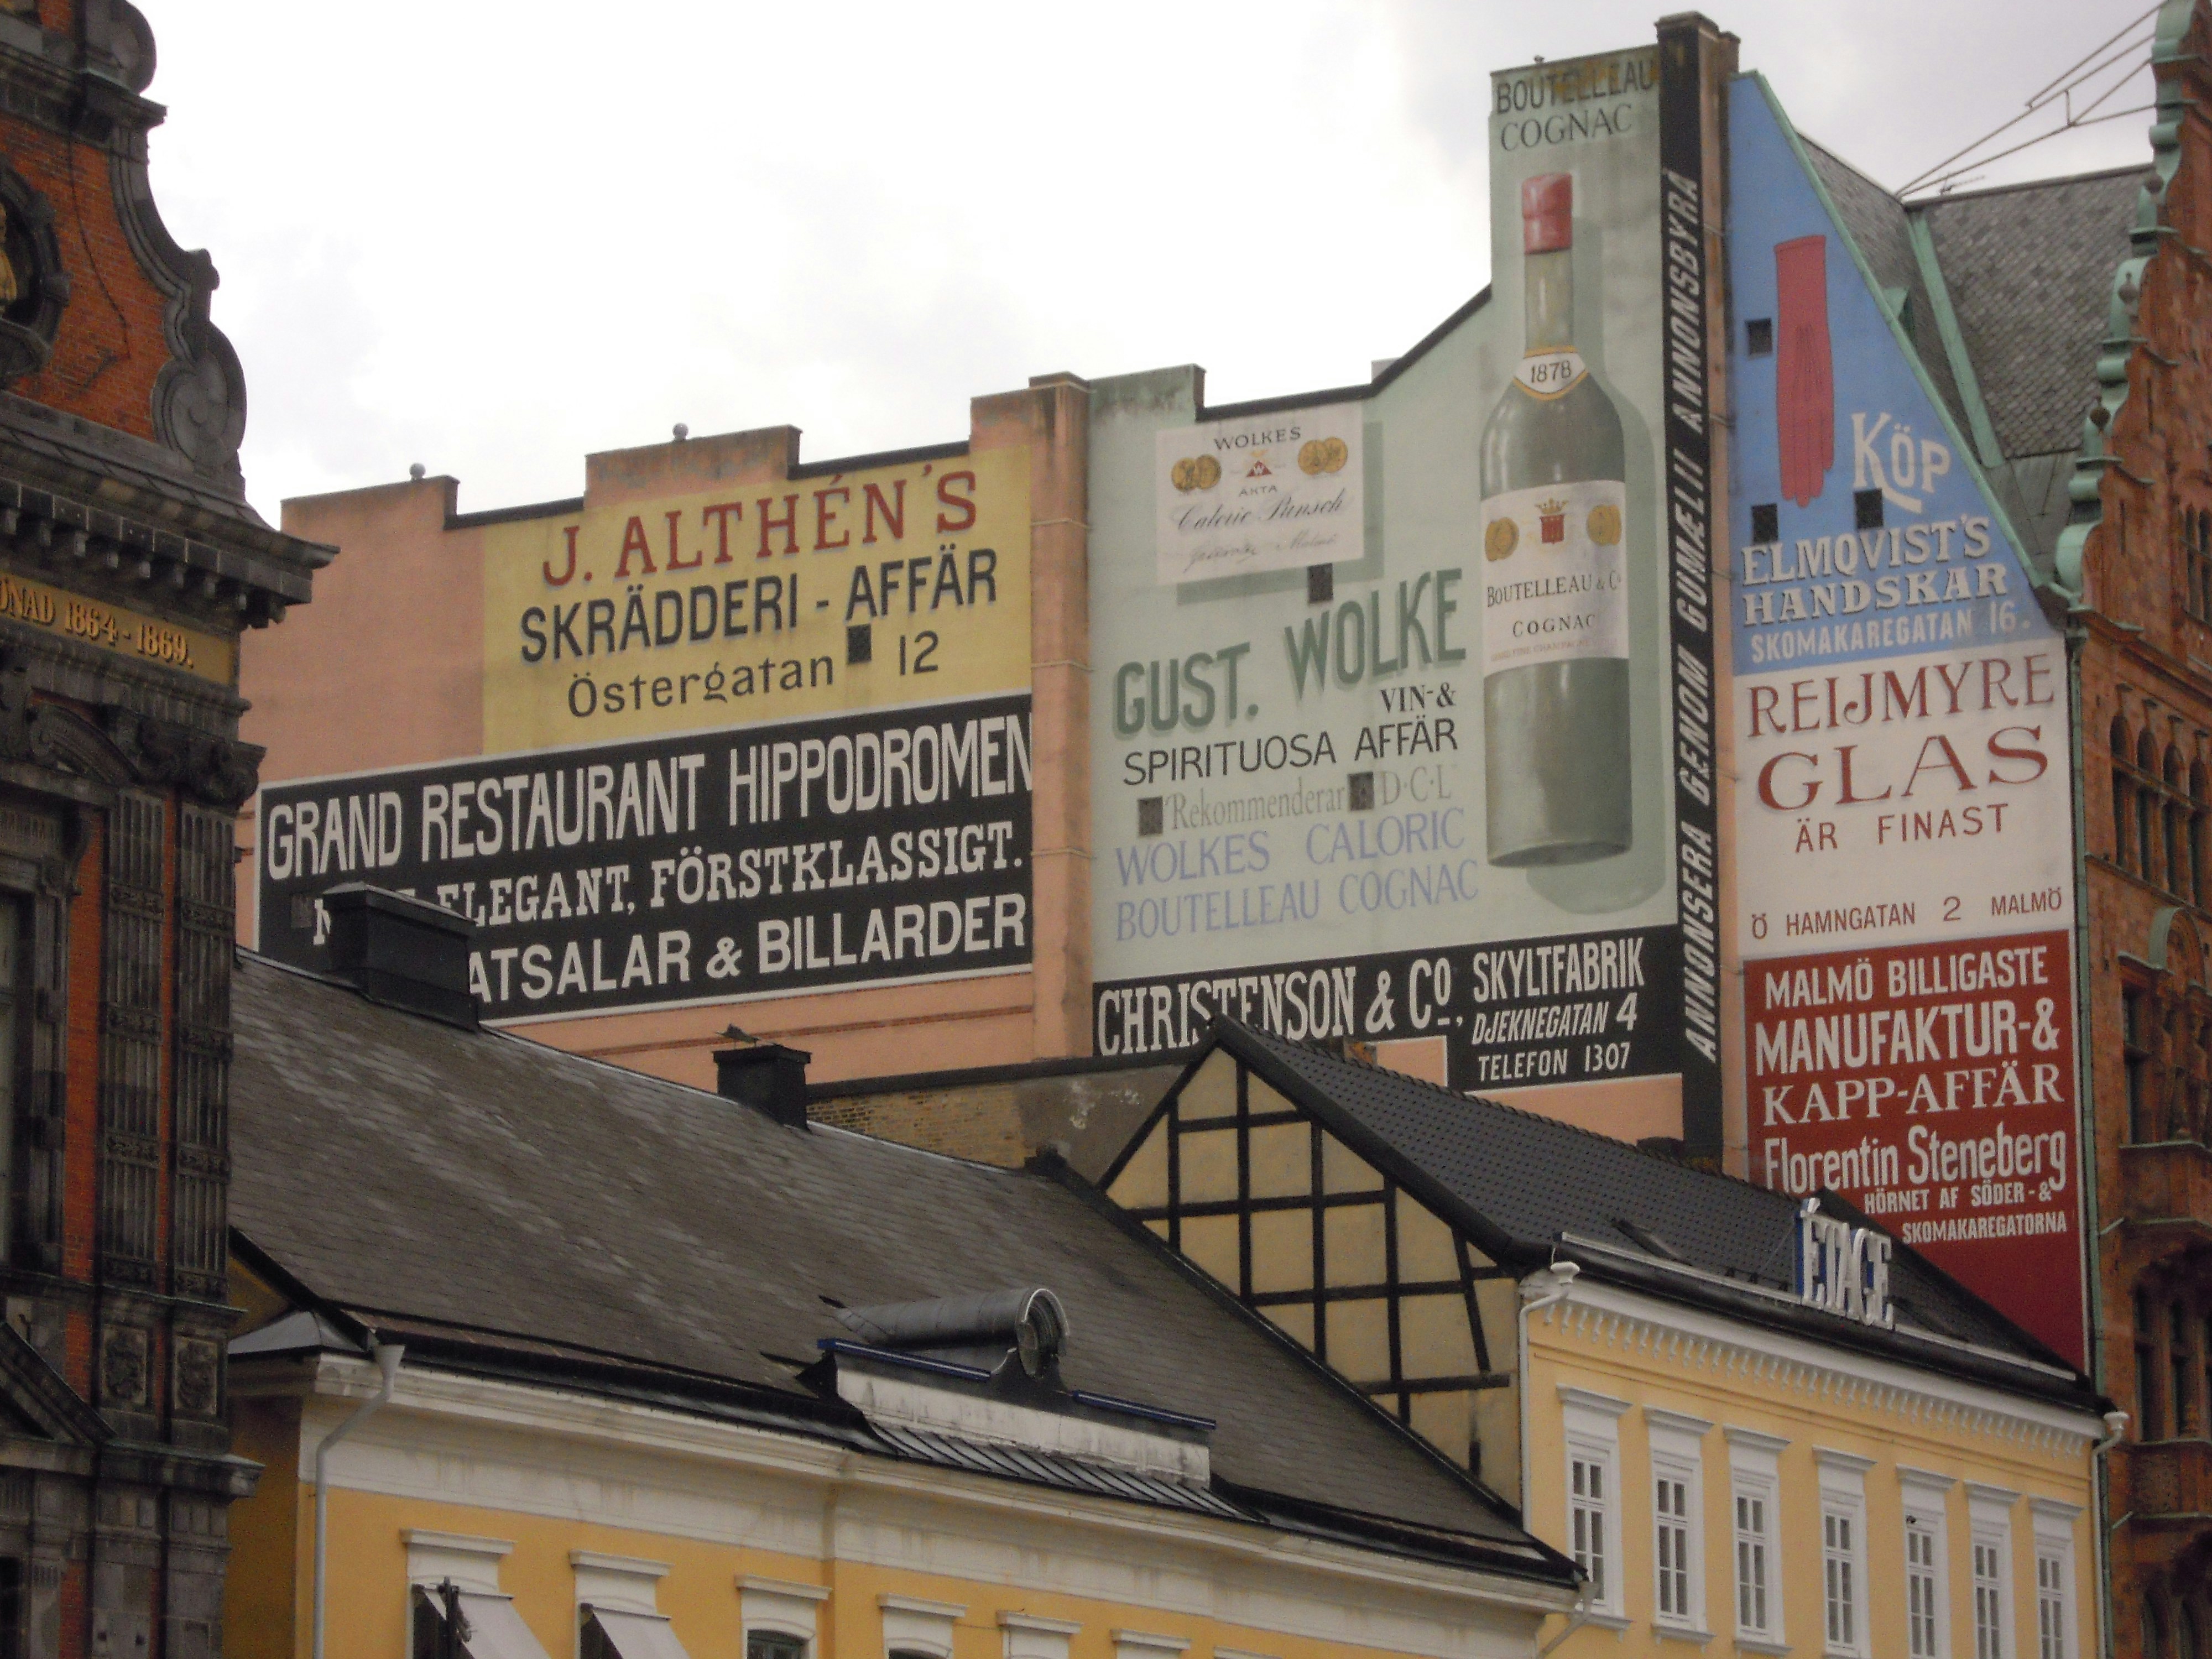 BOUTELLEAU
COGNAC
1878
BOUTELLEAU & Co
COGNAC
ANNONSERA GENOM GUMÆLII ANNONSBYRÅ
KÖP
ELMQVIST'S
HANDSKAR
SKOMAKAREGATAN 16.
REIJMYRE
GLAS
ÄR FINAST
Ö HAMNGATAN 2 MALMÖ
MALMÖ BILLIGASTE
MANUFAKTUR-&
KAPP-AFFÄR
Florentin Steneberg
HÖRNET AF SÖDER-&
SKOMAKAREGATORNA
WOLKES
W
ÄKTA
Caloric Punsch
GUST. WOLKE
VIN-&
SPIRITUOSA AFFÄR
Rekommenderar D.C.L
WOLKES CALORIC
BOUTELLEAU COGNAC
CHRISTENSON & Co, SKYLTFABRIK
DJEKNEGATAN 4
TELEFON 1307
J. ALTHÉN'S
SKRÄDDERI - AFFÄR
Östergatan 12
GRAND RESTAURANT HIPPODROMEN
ELEGANT, FÖRSTKLASSIGT.
ATSALAR & BILLARDER
NAD 1864-1869.
ÉTAGE